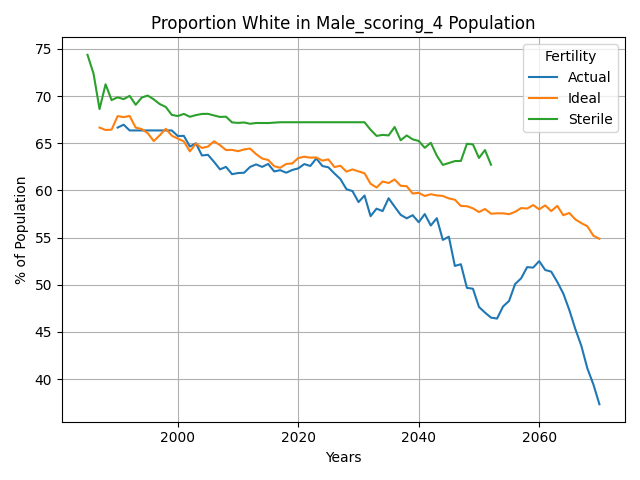 Proportion White in Male_scoring_4 Population
Fertility
Actual
Ideal
Sterile
% of Population
75
70
65
60
55
50
45
40
2000
2020
2040
2060
Years